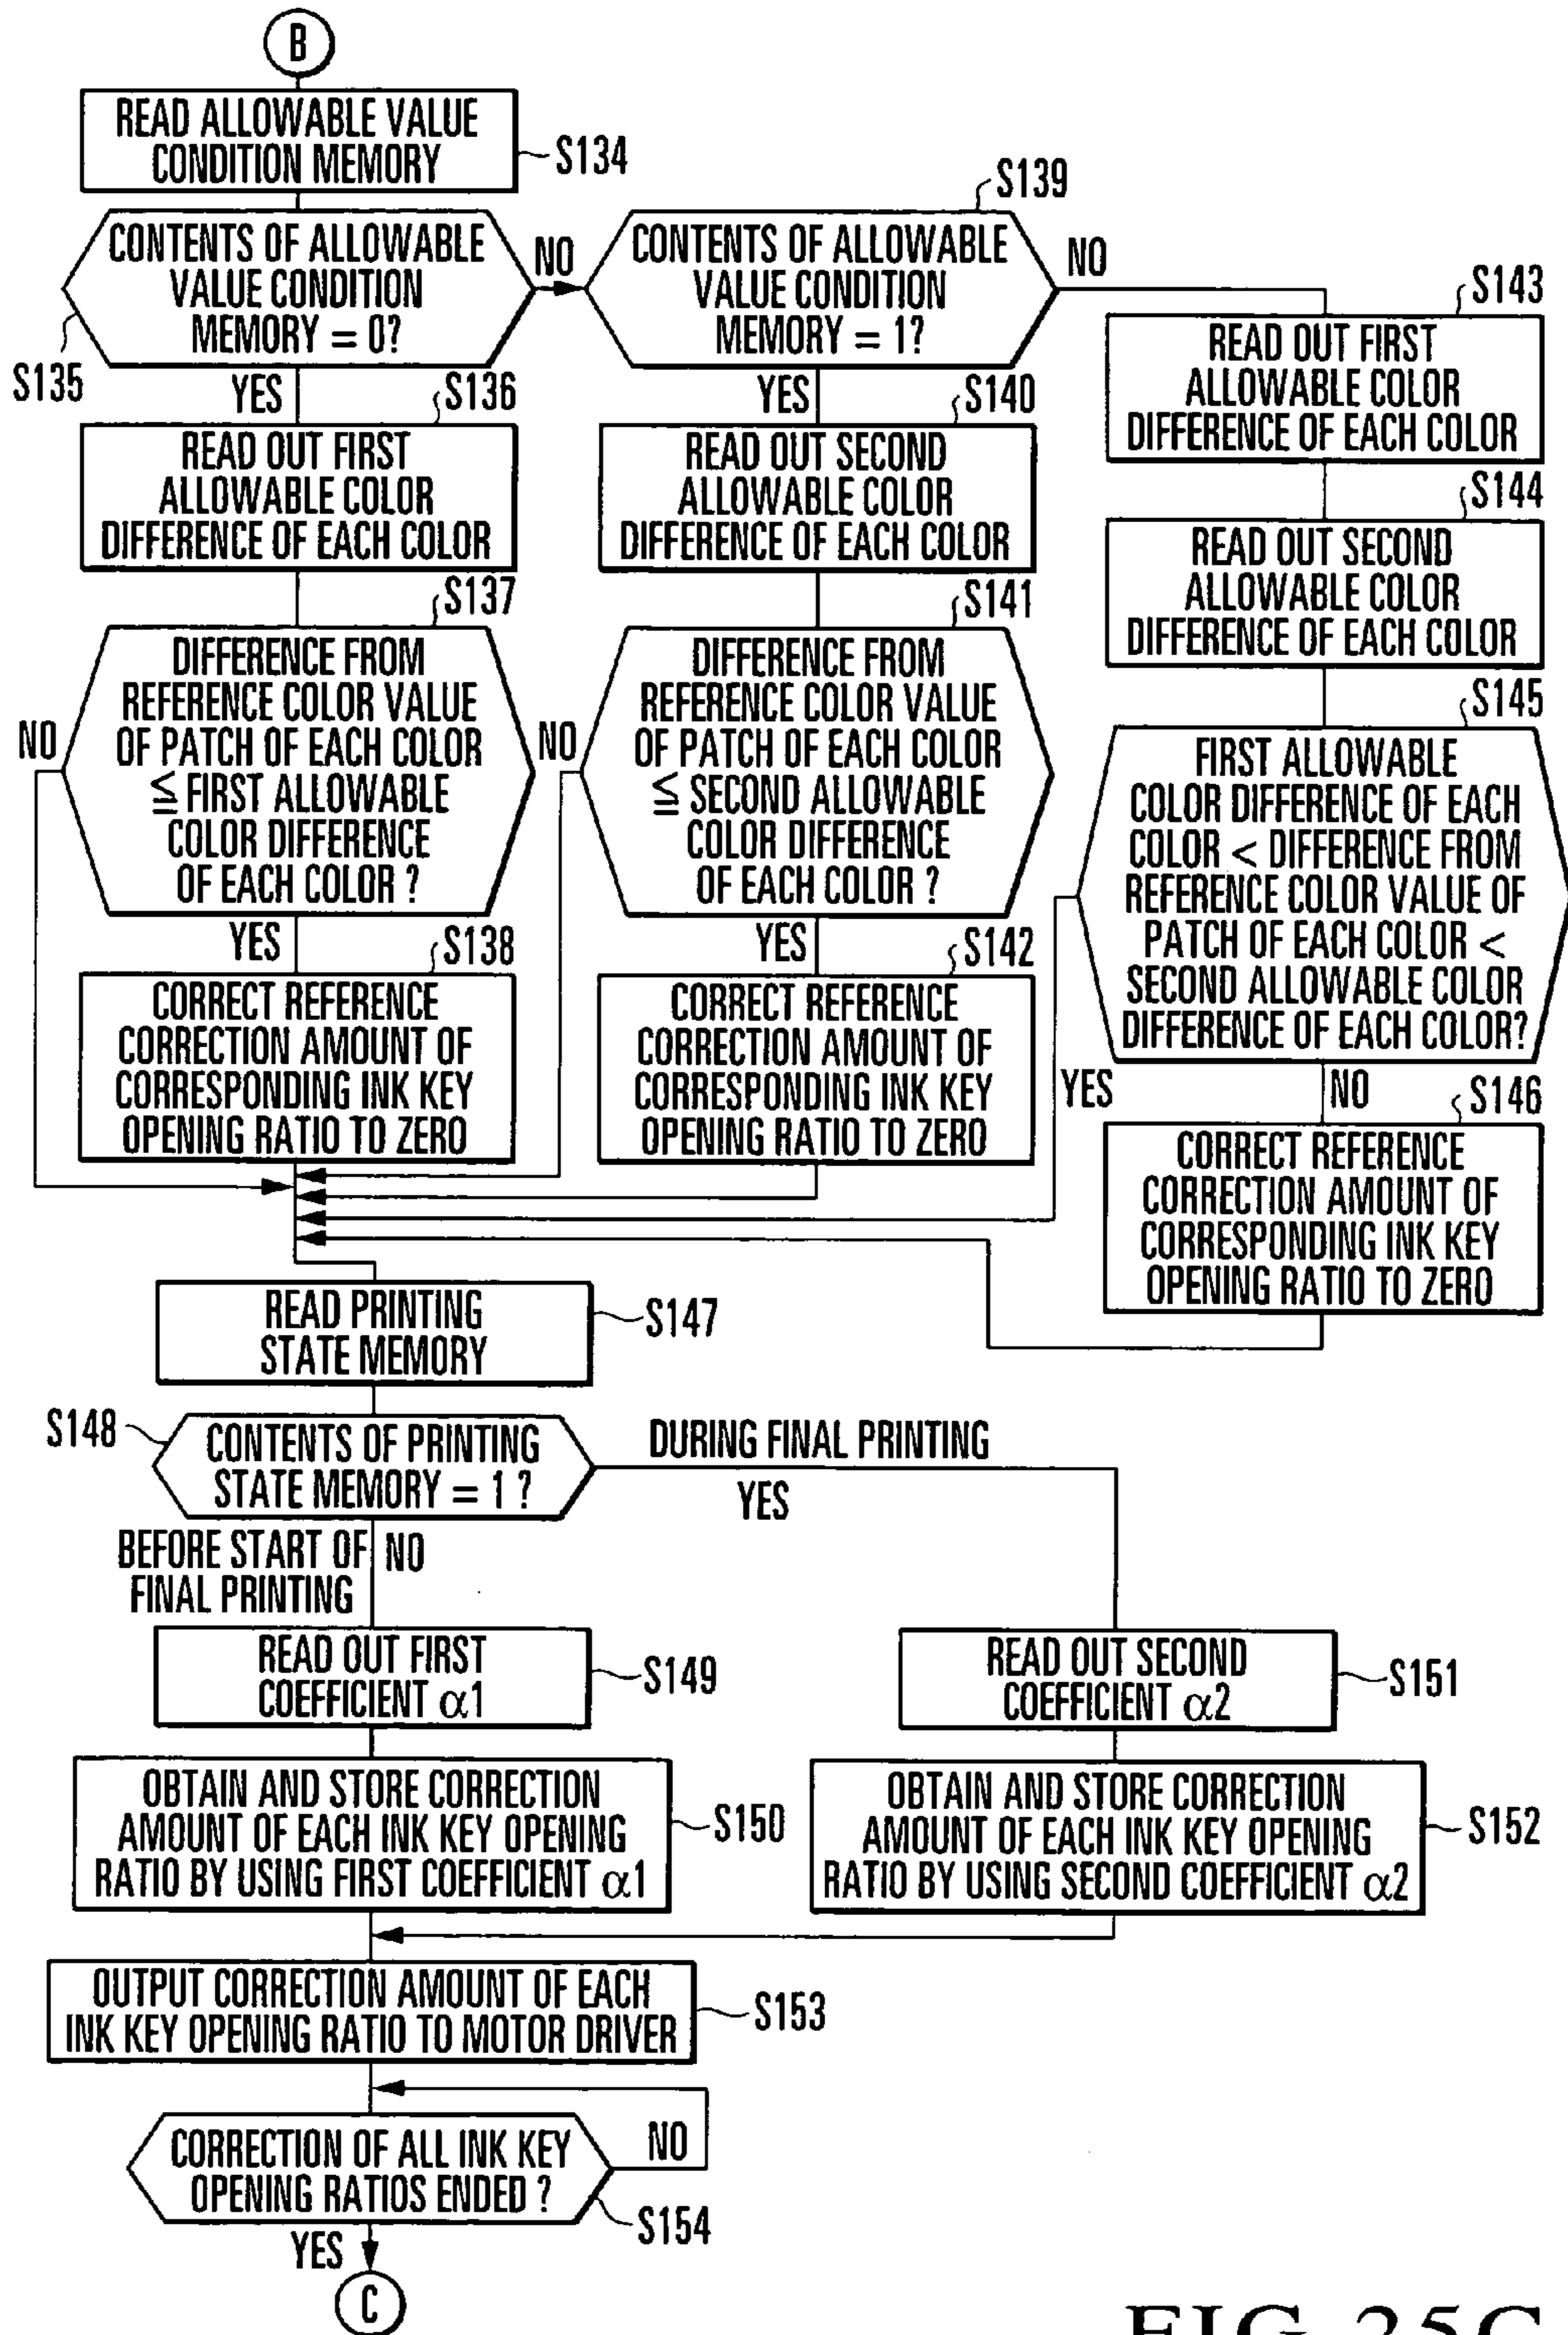 B
READ ALLOWABLE VALUE
CONDITION MEMORY
S134
CONTENTS OF ALLOWABLE
VALUE CONDITION
MEMORY = 0?
S135
NO
YES
S139
CONTENTS OF ALLOWABLE
VALUE CONDITION
MEMORY = 1?
NO
YES
S136
READ OUT FIRST
ALLOWABLE COLOR
DIFFERENCE OF EACH COLOR
S140
READ OUT SECOND
ALLOWABLE COLOR
DIFFERENCE OF EACH COLOR
S143
READ OUT FIRST
ALLOWABLE COLOR
DIFFERENCE OF EACH COLOR
S144
READ OUT SECOND
ALLOWABLE COLOR
DIFFERENCE OF EACH COLOR
S137
DIFFERENCE FROM
REFERENCE COLOR VALUE
OF PATCH OF EACH COLOR
≦ FIRST ALLOWABLE
COLOR DIFFERENCE
OF EACH COLOR ?
NO
YES
S141
DIFFERENCE FROM
REFERENCE COLOR VALUE
OF PATCH OF EACH COLOR
≦ SECOND ALLOWABLE
COLOR DIFFERENCE
OF EACH COLOR ?
NO
YES
S145
FIRST ALLOWABLE
COLOR DIFFERENCE OF EACH
COLOR < DIFFERENCE FROM
REFERENCE COLOR VALUE OF
PATCH OF EACH COLOR <
SECOND ALLOWABLE COLOR
DIFFERENCE OF EACH COLOR?
YES
NO
S138
CORRECT REFERENCE
CORRECTION AMOUNT OF
CORRESPONDING INK KEY
OPENING RATIO TO ZERO
S142
CORRECT REFERENCE
CORRECTION AMOUNT OF
CORRESPONDING INK KEY
OPENING RATIO TO ZERO
S146
CORRECT REFERENCE
CORRECTION AMOUNT OF
CORRESPONDING INK KEY
OPENING RATIO TO ZERO
READ PRINTING
STATE MEMORY
S147
S148
CONTENTS OF PRINTING
STATE MEMORY = 1 ?
DURING FINAL PRINTING
YES
BEFORE START OF
FINAL PRINTING
NO
READ OUT FIRST
COEFFICIENT α1
S149
READ OUT SECOND
COEFFICIENT α2
S151
OBTAIN AND STORE CORRECTION
AMOUNT OF EACH INK KEY OPENING
RATIO BY USING FIRST COEFFICIENT α1
S150
OBTAIN AND STORE CORRECTION
AMOUNT OF EACH INK KEY OPENING
RATIO BY USING SECOND COEFFICIENT α2
S152
OUTPUT CORRECTION AMOUNT OF EACH
INK KEY OPENING RATIO TO MOTOR DRIVER
S153
CORRECTION OF ALL INK KEY
OPENING RATIOS ENDED ?
NO
S154
YES
C
FIG. 25C